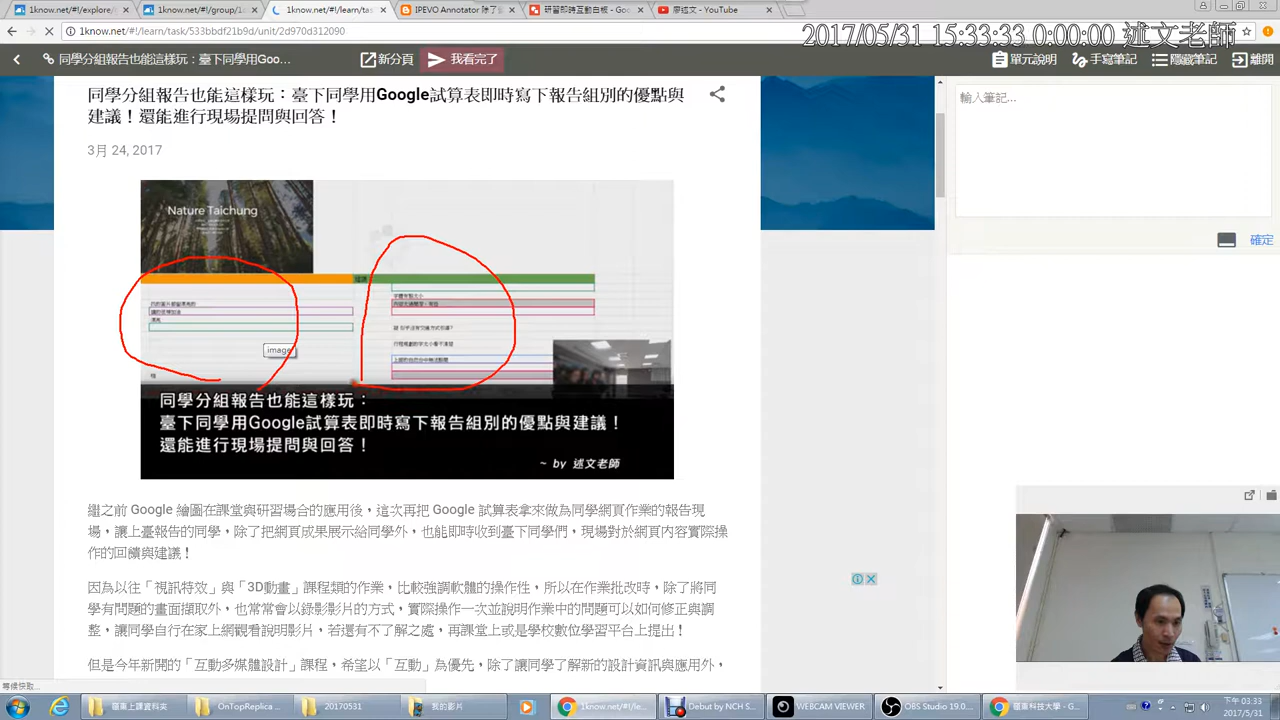 1know.net/#!/explore/
1know.net/#!/group/1
1know.net/#!/learn/tas
IPEVO Annotator 除了
研習即時互動白板 - Goo
廖述文 - YouTube
1know.net/#!/learn/task/533bbdf21b9d/unit/2d970d312090
2017/05/31 15:33:33 0:00:00 述文老師
同學分組報告也能這樣玩：臺下同學用Goo...
新分頁
我看完了
單元說明
手寫筆記
隱藏筆記
離開
同學分組報告也能這樣玩：臺下同學用Google試算表即時寫下報告組別的優點與
建議！還能進行現場提問與回答！
3月 24, 2017
輸入筆記...
確定
Nature Taichung
image
同學分組報告也能這樣玩：
臺下同學用Google試算表即時寫下報告組別的優點與建議！
還能進行現場提問與回答！
~ by 述文老師
繼之前 Google 繪圖在課堂與研習場合的應用後，這次再把 Google 試算表拿來做為同學網頁作業的報告現
場，讓上臺報告的同學，除了把網頁成果展示給同學外，也能即時收到臺下同學們，現場對於網頁內容實際操
作的回饋與建議！
因為以往「視訊特效」與「3D動畫」課程類的作業，比較強調軟體的操作性，所以在作業批改時，除了將同
學有問題的畫面擷取外，也常常會以錄影影片的方式，實際操作一次並說明作業中的問題可以如何修正與調
整，讓同學自行在家上網觀看說明影片，若還有不了解之處，再課堂上或是學校數位學習平台上提出！
但是今年新開的「互動多媒體設計」課程，希望以「互動」為優先，除了讓同學了解新的設計資訊與應用外，
等候快取...
嶺東上課資料夾
OnTopReplica
20170531
我的影片
1know.net/#!/le...
Debut by NCH S...
WEBCAM VIEWER
OBS Studio 19.0....
嶺東科技大學 - G...
下午 03:33
2017/5/31